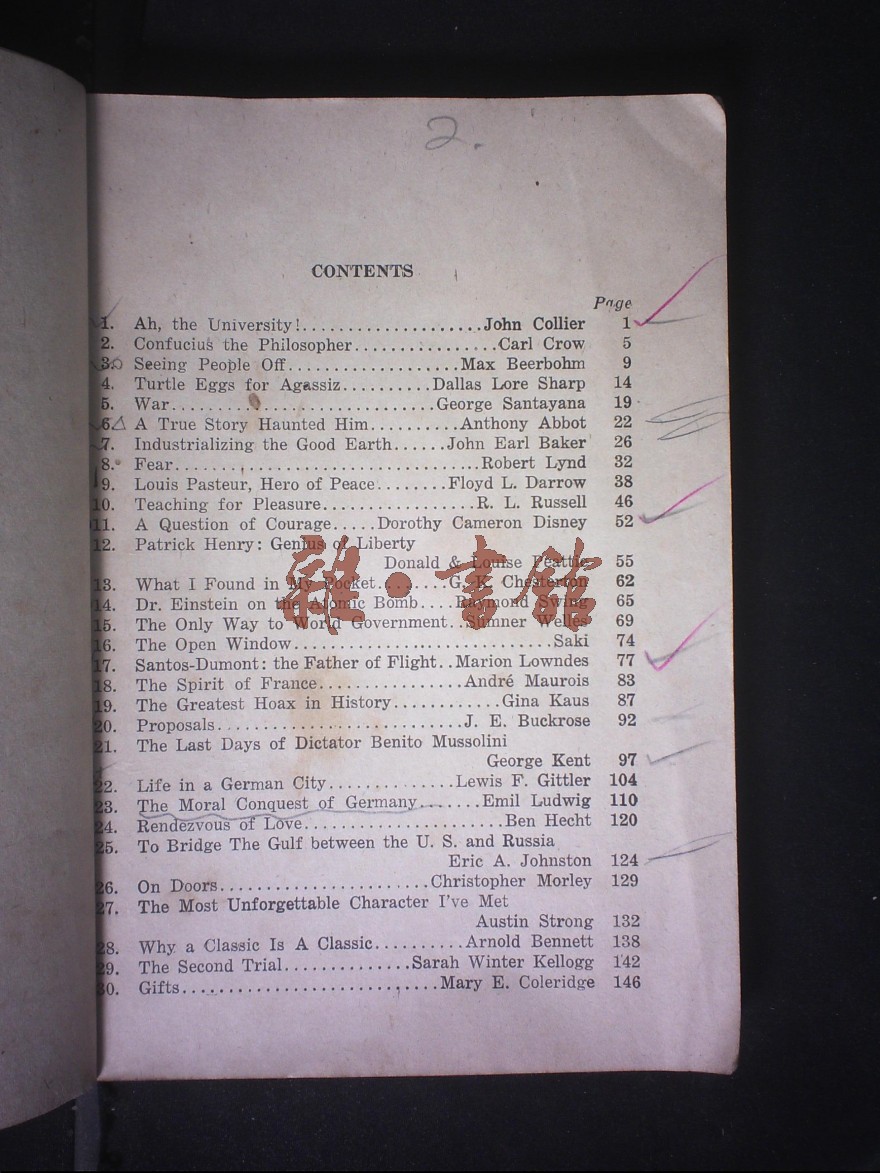 2.
CONTENTS
Page
1. Ah, the University!....................John Collier 1
2. Confucius the Philosopher................Carl Crow 5
3. Seeing People Off...................Max Beerbohm 9
4. Turtle Eggs for Agassiz..........Dallas Lore Sharp 14
5. War.............................George Santayana 19
6. A True Story Haunted Him..........Anthony Abbot 22
7. Industrializing the Good Earth......John Earl Baker 26
8. Fear..................................Robert Lynd 32
9. Louis Pasteur, Hero of Peace........Floyd L. Darrow 38
10. Teaching for Pleasure.................R. L. Russell 46
11. A Question of Courage.....Dorothy Cameron Disney 52
12. Patrick Henry: Genius of Liberty
Donald & Louise Peattie 55
13. What I Found in My Pocket........G. K. Chesterton 62
14. Dr. Einstein on the Atomic Bomb....Raymond Swing 65
雜·書館
15. The Only Way to World Government..Sumner Welles 69
16. The Open Window.............................Saki 74
17. Santos-Dumont: the Father of Flight..Marion Lowndes 77
18. The Spirit of France................André Maurois 83
19. The Greatest Hoax in History............Gina Kaus 87
20. Proposals...........................J. E. Buckrose 92
21. The Last Days of Dictator Benito Mussolini
George Kent 97
22. Life in a German City..............Lewis F. Gittler 104
23. The Moral Conquest of Germany.......Emil Ludwig 110
24. Rendezvous of Love......................Ben Hecht 120
25. To Bridge The Gulf between the U. S. and Russia
Eric A. Johnston 124
26. On Doors.......................Christopher Morley 129
27. The Most Unforgettable Character I've Met
Austin Strong 132
28. Why a Classic Is A Classic..........Arnold Bennett 138
29. The Second Trial..............Sarah Winter Kellogg 142
30. Gifts............................Mary E. Coleridge 146